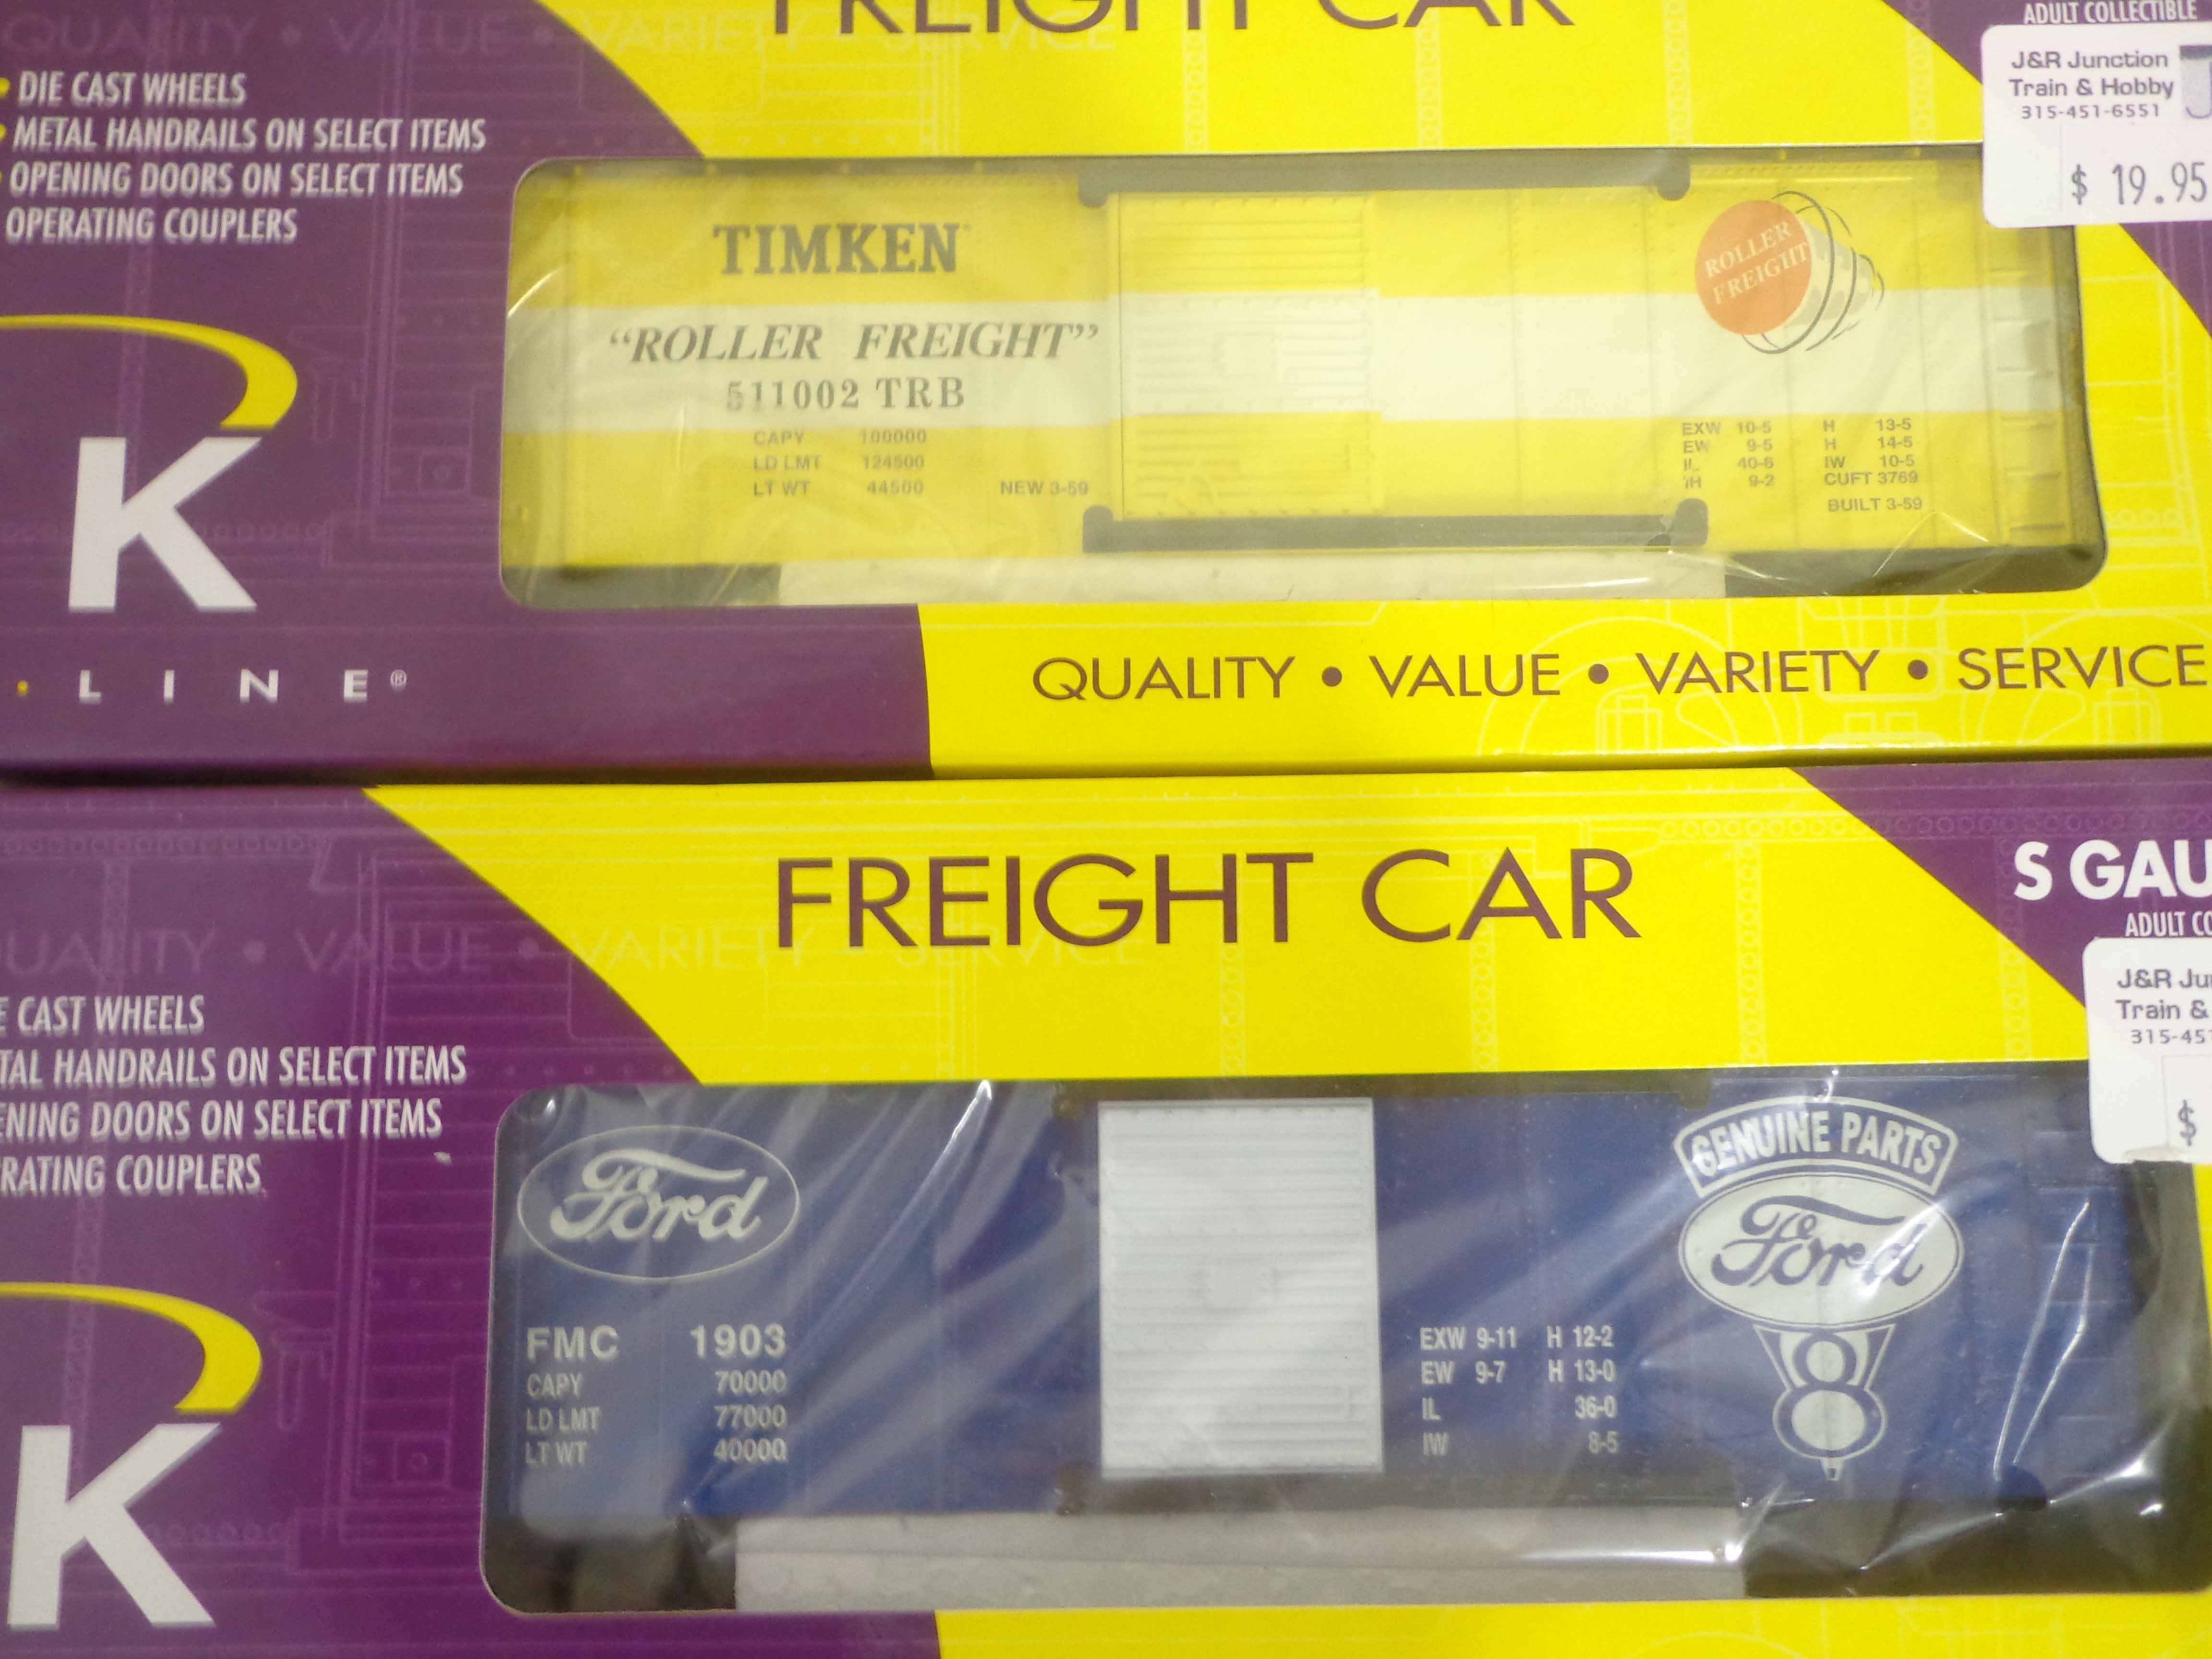 FREIGHT CAR
ADULT COLLECTIBLE
QUALITY • VALUE • VARIETY • SERVICE
• DIE CAST WHEELS
METAL HANDRAILS ON SELECT ITEMS
OPENING DOORS ON SELECT ITEMS
OPERATING COUPLERS
J&R Junction
Train & Hobby
315-451-6551
$ 19.95
TIMKEN
"ROLLER FREIGHT"
511002 TRB
CAPY 100000
LD LMT 124500
LT WT 44500 NEW 3-59
ROLLER
FREIGHT
EXW 10-5 H 13-5
EW 9-5 H 14-5
IL 40-6 IW 10-5
IH 9-2 CUFT 3769
BUILT 3-59
K
• LINE®
QUALITY • VALUE • VARIETY • SERVICE
FREIGHT CAR
S GAU
ADULT CO
UALITY • VALUE • VARIETY • SERVICE
E CAST WHEELS
TAL HANDRAILS ON SELECT ITEMS
ENING DOORS ON SELECT ITEMS
RATING COUPLERS
J&R Ju
Train &
315-45
$
Ford
FMC 1903
CAPY 70000
LD LMT 77000
LT WT 40000
EXW 9-11 H 12-2
EW 9-7 H 13-0
IL 36-0
IW 8-5
GENUINE PARTS
Ford
V8
K